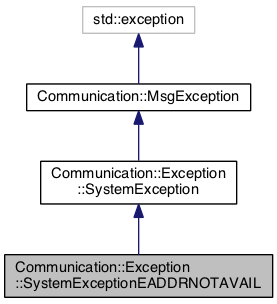 std::exception
Communication::MsgException
Communication::Exception
::SystemException
Communication::Exception
::SystemExceptionEADDRNOTAVAIL